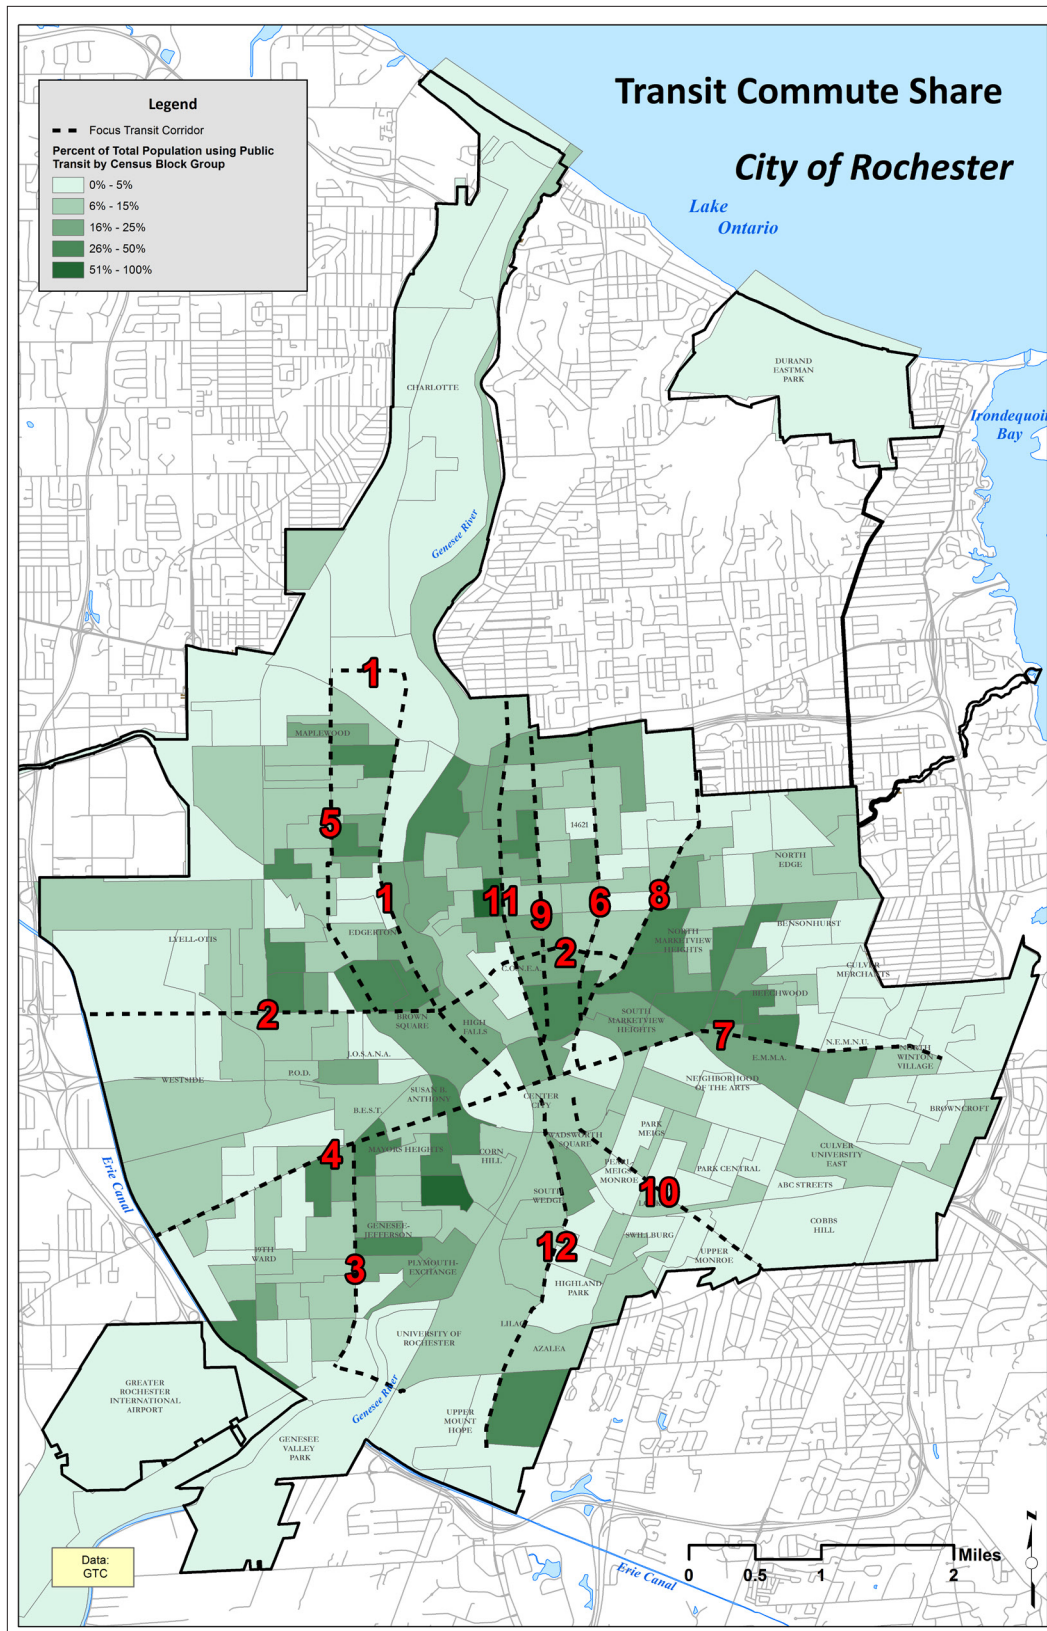 Transit Commute Share
City of Rochester
Legend
Focus Transit Corridor
Percent of Total Population using Public
Transit by Census Block Group
0% - 5%
6% - 15%
16% - 25%
26% - 50%
51% - 100%
Lake
Ontario
DURAND
EASTMAN
PARK
Irondequoit
Bay
CHARLOTTE
Genesee River
1
MAPLEWOOD
5
14621
NORTH
EDGE
1
11
9
6
8
2
EDGERTON
LYELL-OTIS
NORTH
MARKETVIEW
HEIGHTS
BENSONHURST
CULVER
MERCHANTS
C.O.N.E.A.
BEECHWOOD
2
BROWN
SQUARE
HIGH
FALLS
SOUTH
MARKETVIEW
HEIGHTS
7
N.E.M.N.U.
E.M.M.A.
NORTH
WINTON
VILLAGE
J.O.S.A.N.A.
WESTSIDE
P.O.D.
SUSAN B.
ANTHONY
CENTER
CITY
NEIGHBORHOOD
OF THE ARTS
BROWNCROFT
B.E.S.T.
PARK
MEIGS
WADSWORTH
SQUARE
4
MAYORS HEIGHTS
CORN
HILL
CULVER
UNIVERSITY
EAST
PEARL-
MEIGS-
MONROE
PARK CENTRAL
ABC STREETS
10
SOUTH
WEDGE
Erie Canal
GENESEE-
JEFFERSON
COBBS
HILL
SWILLBURG
12
UPPER
MONROE
19TH
WARD
3
PLYMOUTH-
EXCHANGE
HIGHLAND
PARK
LILAC
UNIVERSITY OF
ROCHESTER
AZALEA
GREATER
ROCHESTER
INTERNATIONAL
AIRPORT
Genesee River
UPPER
MOUNT
HOPE
GENESEE
VALLEY
PARK
Data:
GTC
Erie Canal
N
Miles
0 0.5 1 2